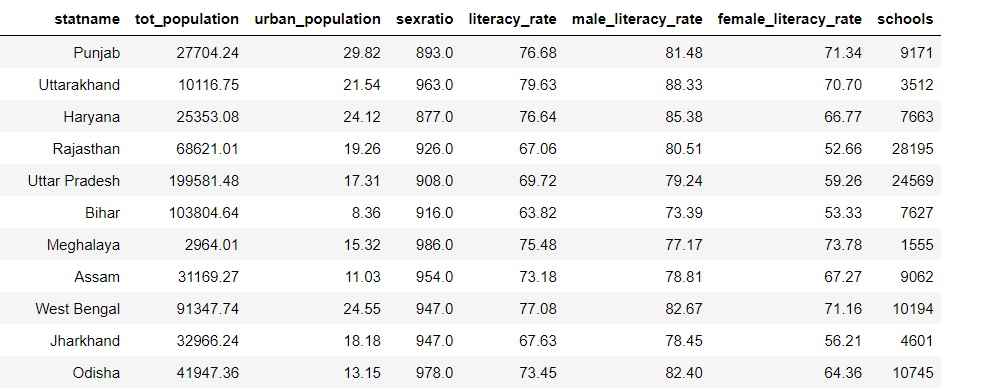 statname tot_population urban_population sexratio literacy_rate male_literacy_rate female_literacy_rate schools
Punjab 27704.24 29.82 893.0 76.68 81.48 71.34 9171
Uttarakhand 10116.75 21.54 963.0 79.63 88.33 70.70 3512
Haryana 25353.08 24.12 877.0 76.64 85.38 66.77 7663
Rajasthan 68621.01 19.26 926.0 67.06 80.51 52.66 28195
Uttar Pradesh 199581.48 17.31 908.0 69.72 79.24 59.26 24569
Bihar 103804.64 8.36 916.0 63.82 73.39 53.33 7627
Meghalaya 2964.01 15.32 986.0 75.48 77.17 73.78 1555
Assam 31169.27 11.03 954.0 73.18 78.81 67.27 9062
West Bengal 91347.74 24.55 947.0 77.08 82.67 71.16 10194
Jharkhand 32966.24 18.18 947.0 67.63 78.45 56.21 4601
Odisha 41947.36 13.15 978.0 73.45 82.40 64.36 10745